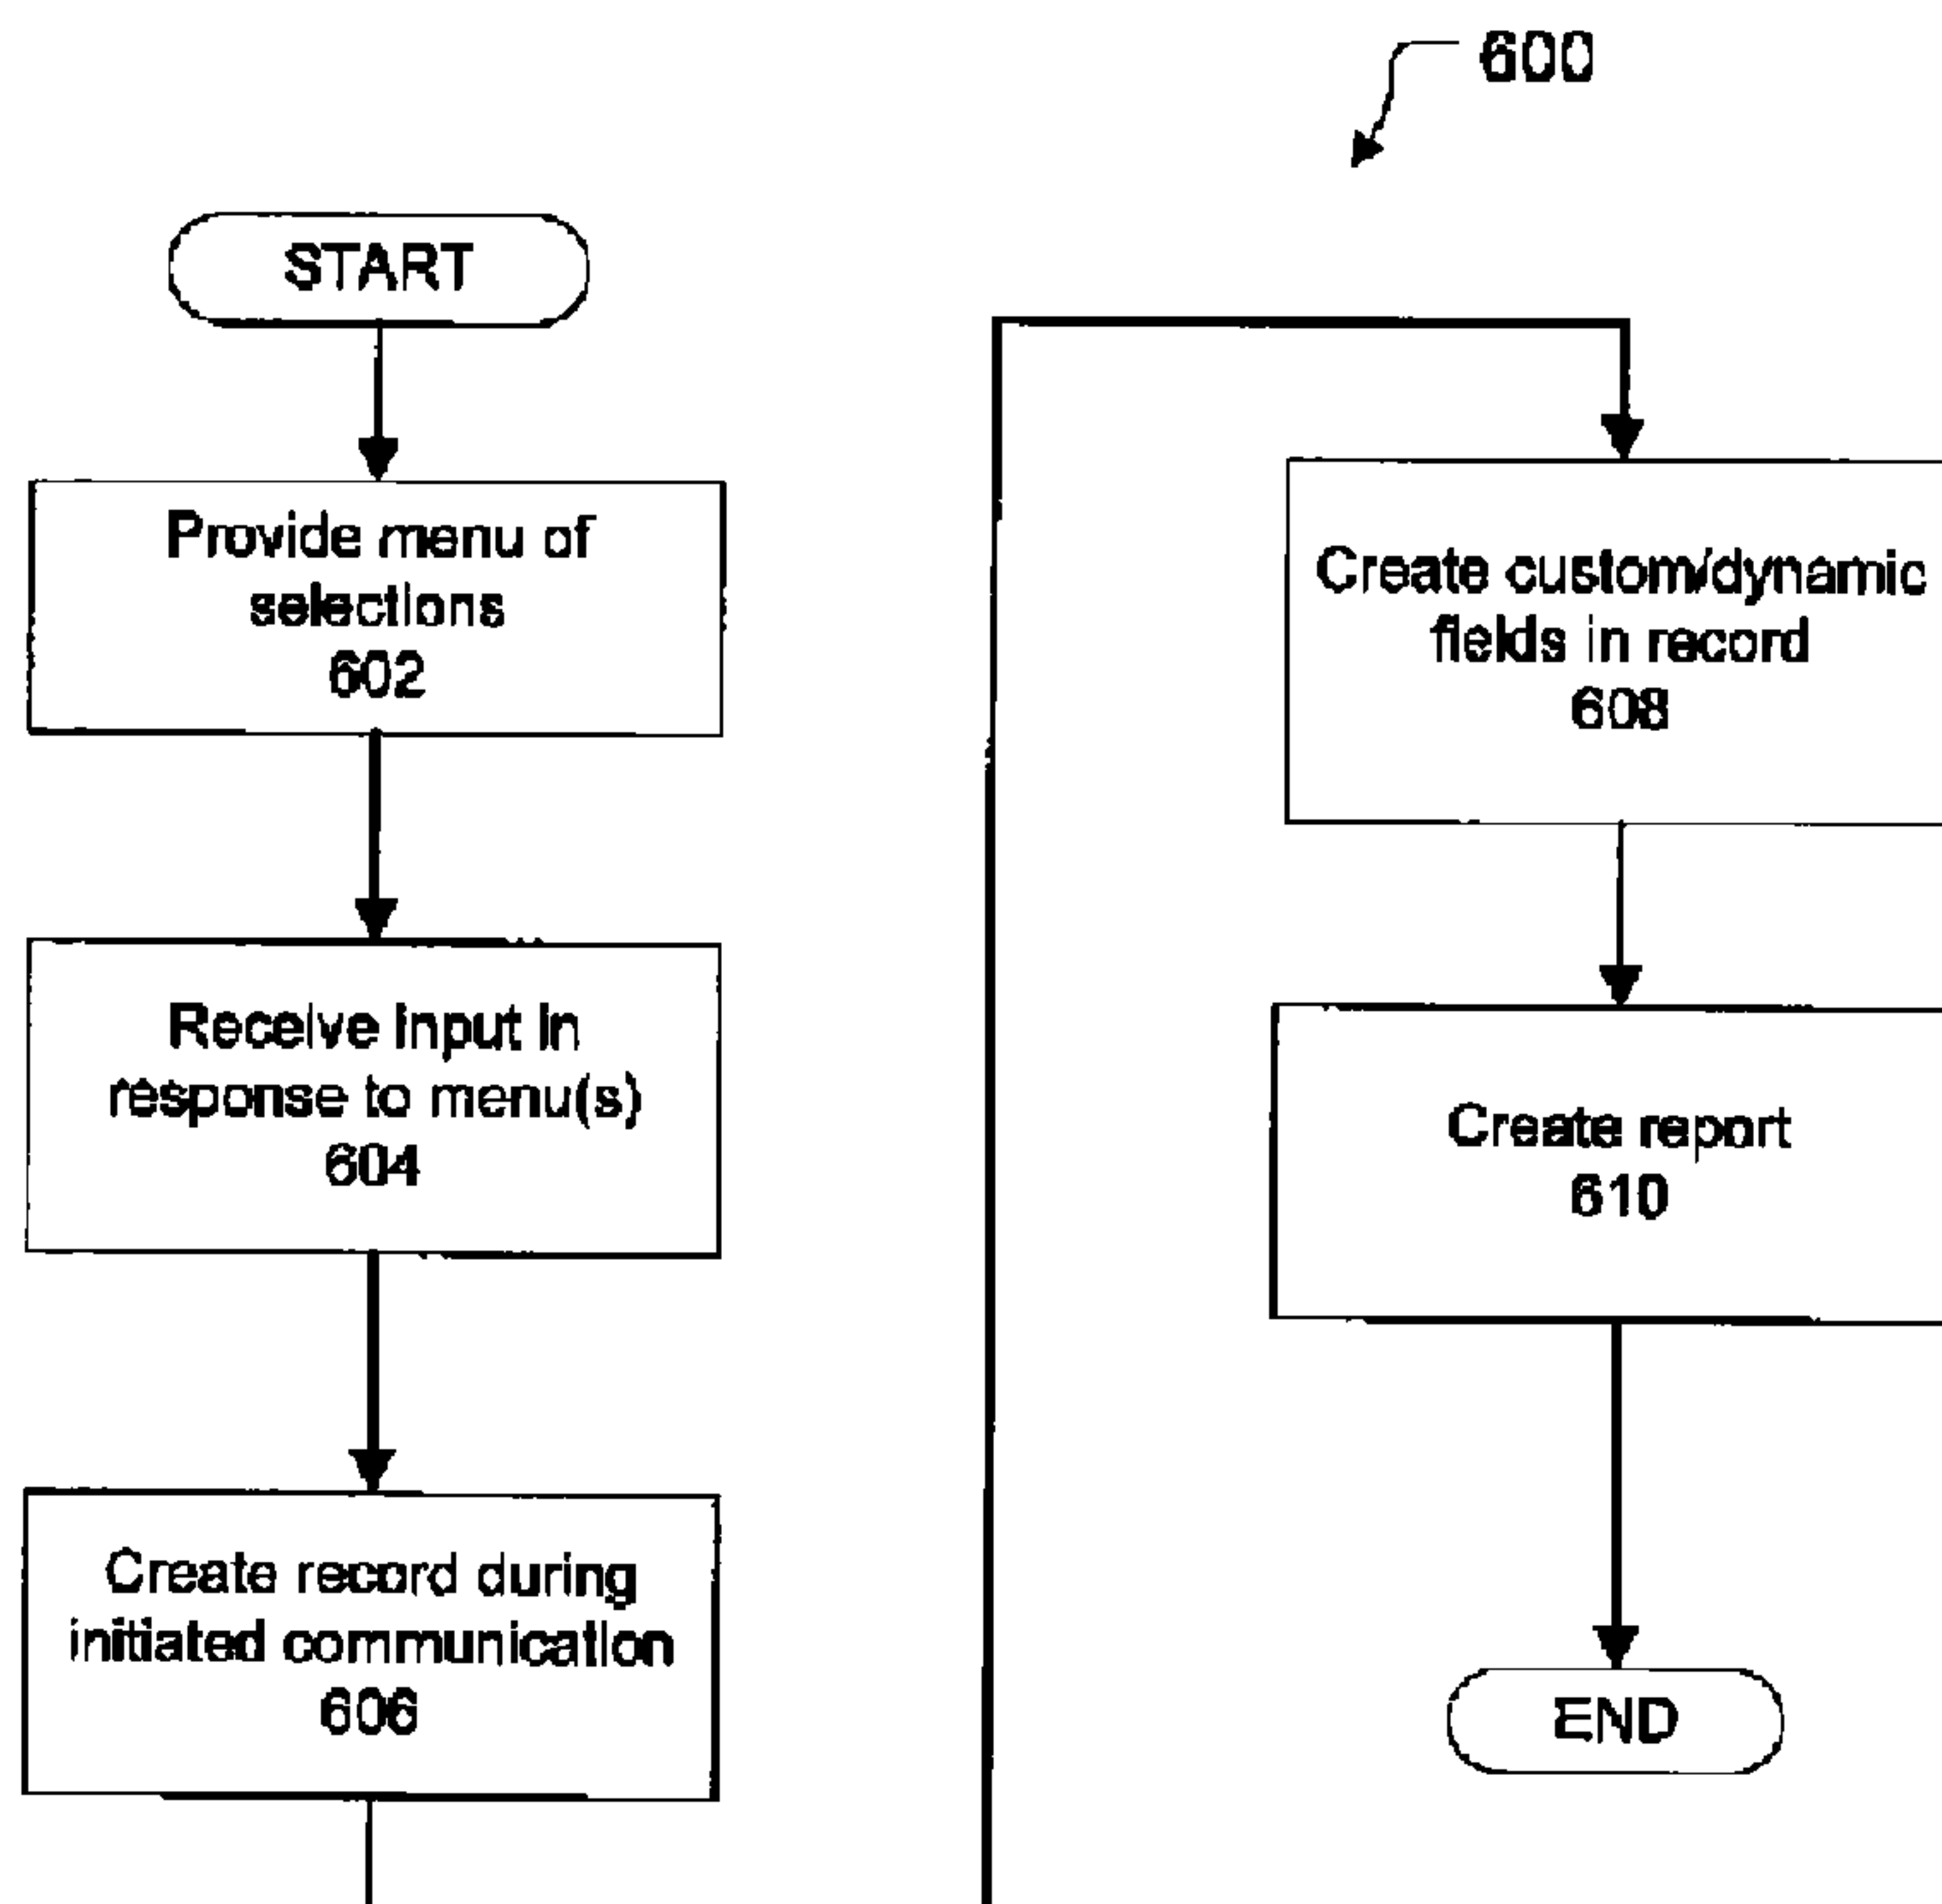 600
START
Provide menu of
selections
602
Receive input in
response to menu(s)
604
Create record during
initiated communication
606
Create custom/dynamic
fields in record
608
Create report
610
END